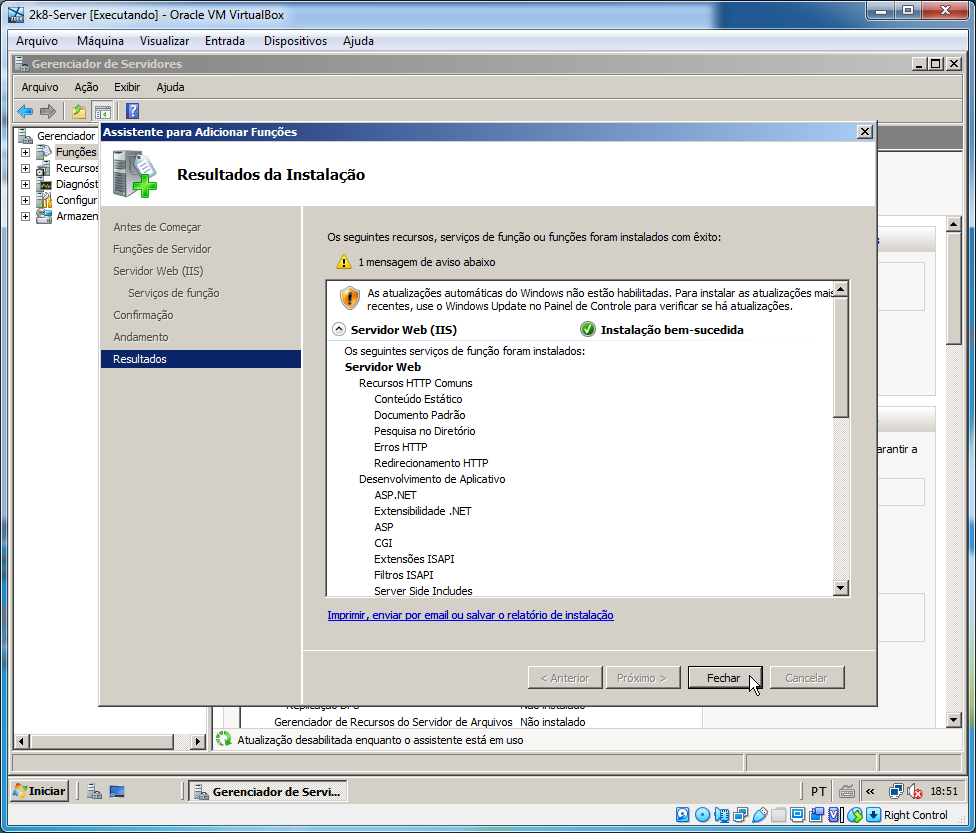 2k8-Server [Executando] - Oracle VM VirtualBox
Arquivo Máquina Visualizar Entrada Dispositivos Ajuda
Gerenciador de Servidores
Arquivo Ação Exibir Ajuda
Gerenciador
Funções
Recursos
Diagnóst
Configur
Armazen
Assistente para Adicionar Funções
Resultados da Instalação
Antes de Começar
Funções de Servidor
Servidor Web (IIS)
Serviços de função
Confirmação
Andamento
Resultados
Os seguintes recursos, serviços de função ou funções foram instalados com êxito:
1 mensagem de aviso abaixo
As atualizações automáticas do Windows não estão habilitadas. Para instalar as atualizações mais
recentes, use o Windows Update no Painel de Controle para verificar se há atualizações.
Servidor Web (IIS) Instalação bem-sucedida
Os seguintes serviços de função foram instalados:
Servidor Web
Recursos HTTP Comuns
Conteúdo Estático
Documento Padrão
Pesquisa no Diretório
Erros HTTP
Redirecionamento HTTP
Desenvolvimento de Aplicativo
ASP.NET
Extensibilidade .NET
ASP
CGI
Extensões ISAPI
Filtros ISAPI
Server Side Includes
Imprimir, enviar por email ou salvar o relatório de instalação
< Anterior Próximo > Fechar Cancelar
arantir a
Gerenciador de Recursos do Servidor de Arquivos Não instalado
Atualização desabilitada enquanto o assistente está em uso
Iniciar Gerenciador de Servi... PT « 18:51
Right Control